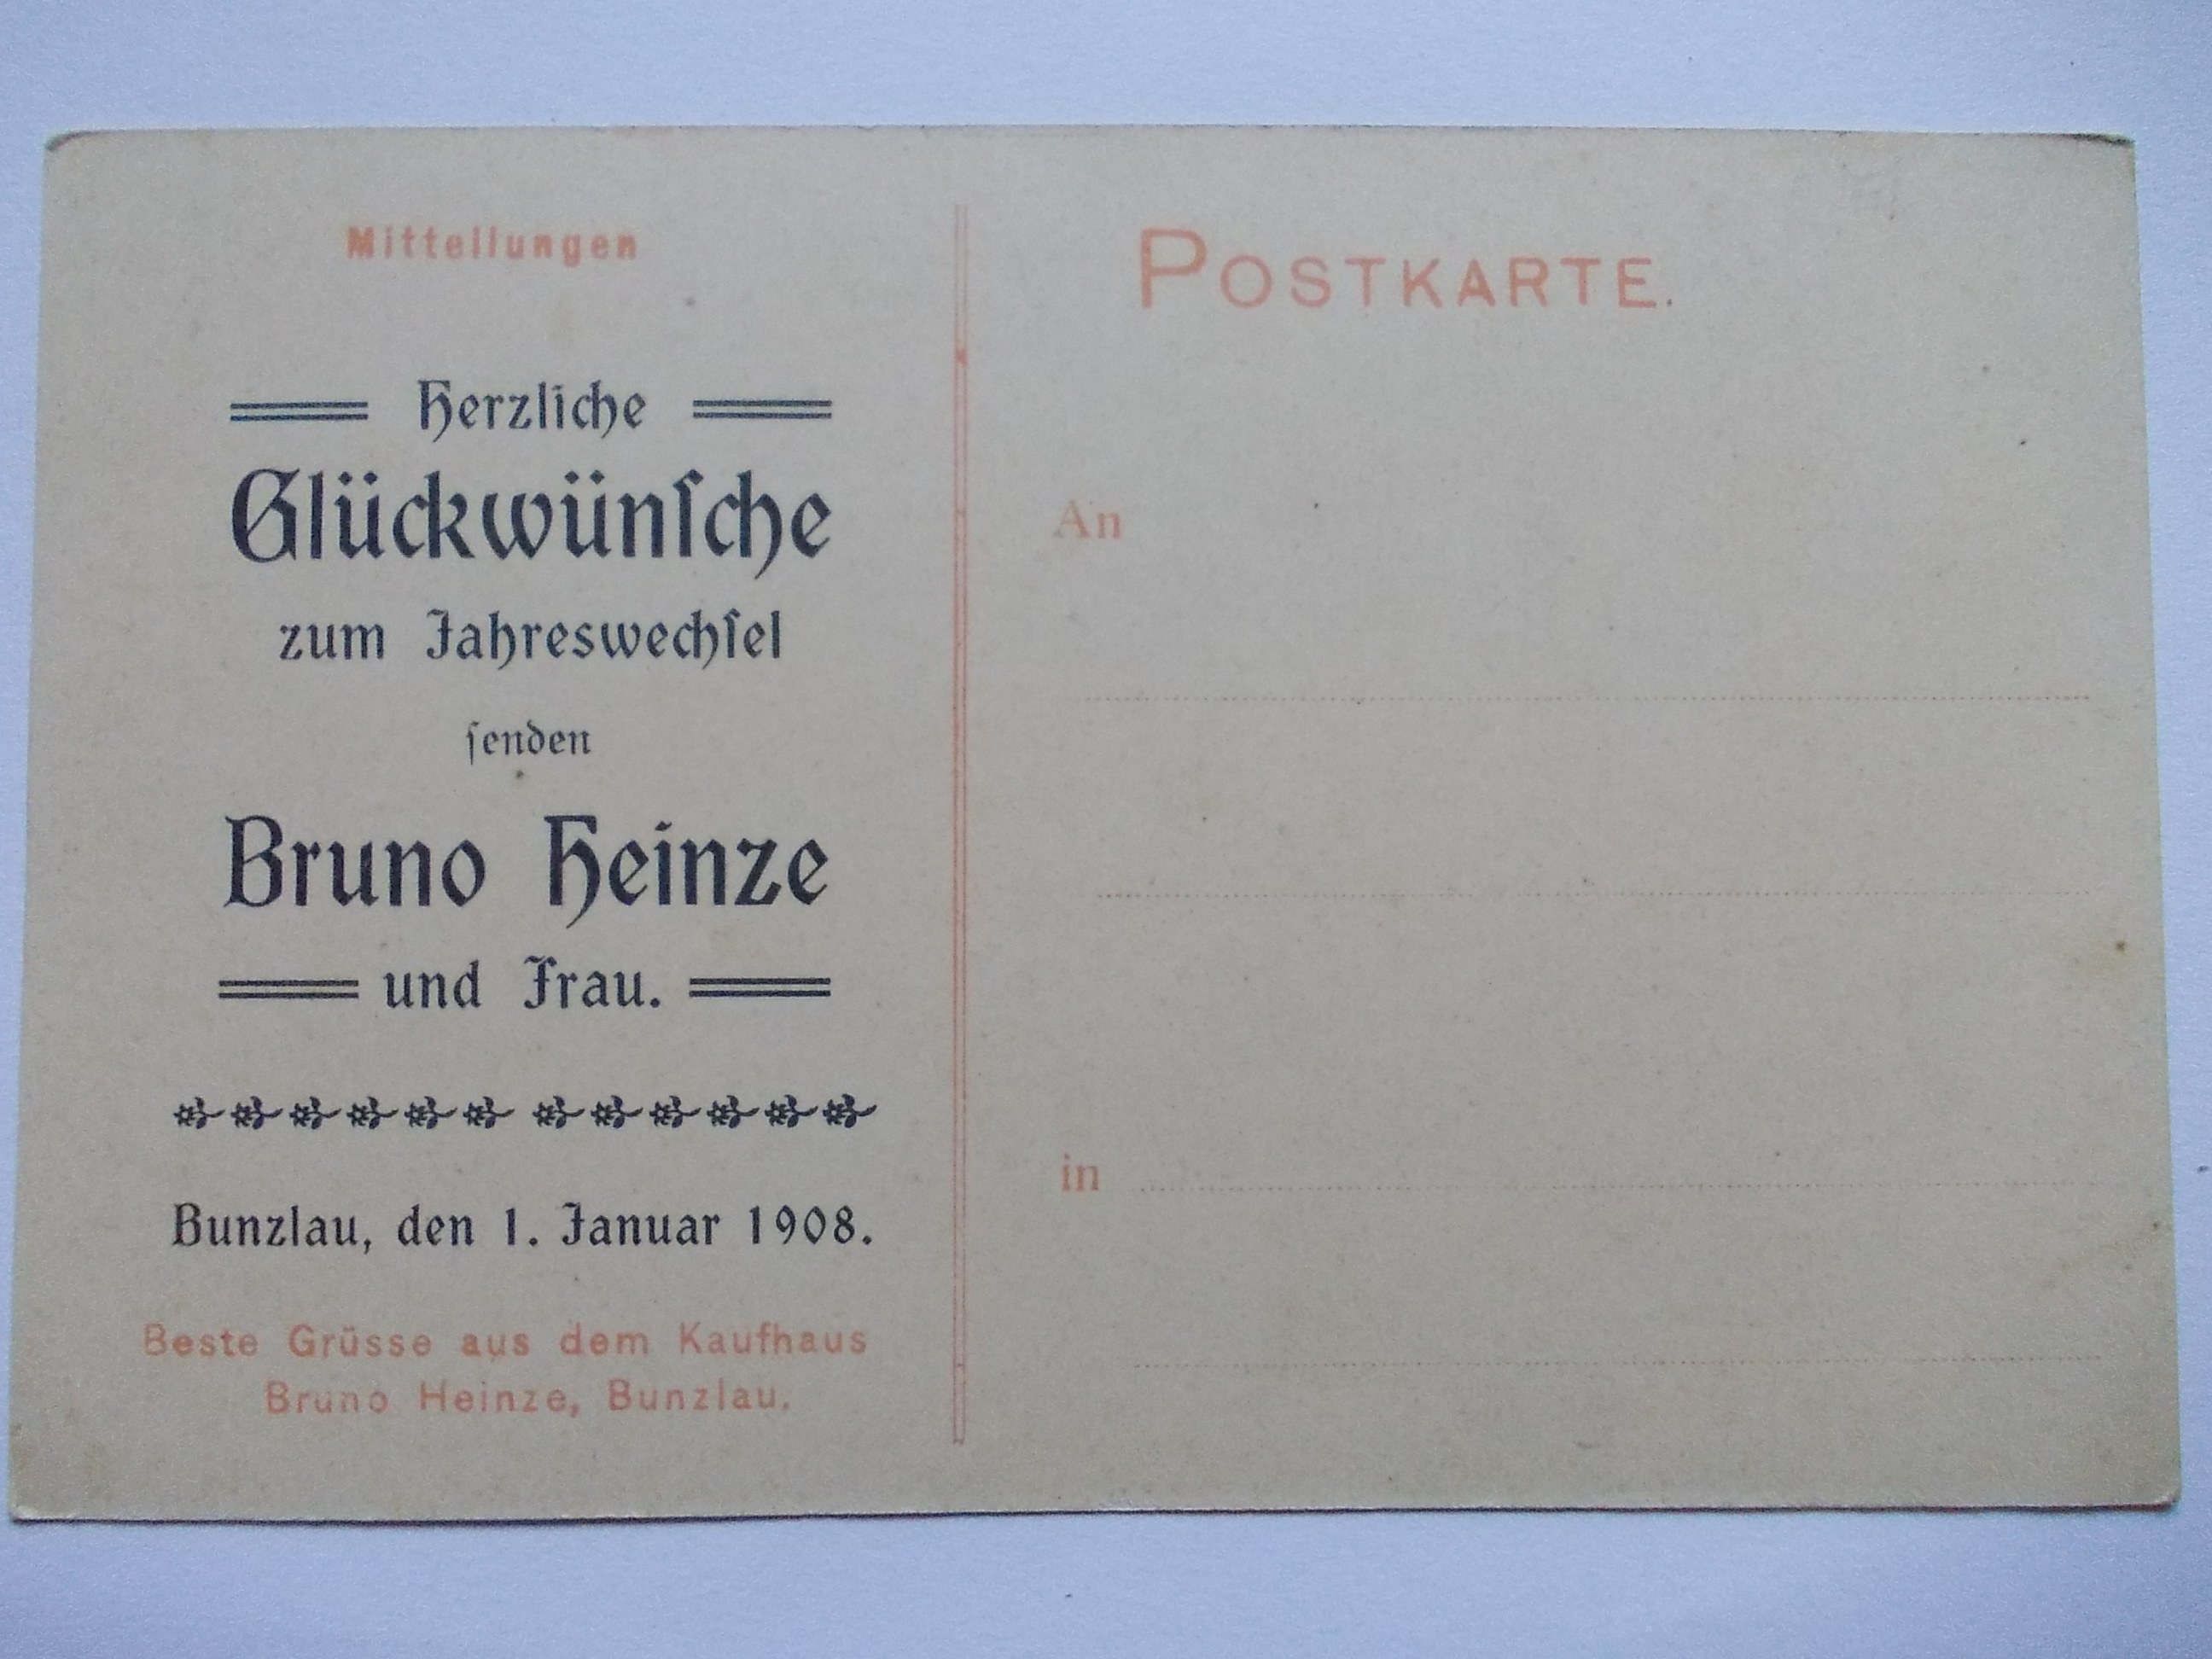 Mitteilungen
Herzliche
Glückwünſche
zum Jahreswechſel
ſenden
Bruno Heinze
und Frau.
Bunzlau, den 1. Januar 1908.
Beste Grüsse aus dem Kaufhaus
Bruno Heinze, Bunzlau.
POSTKARTE.
An
in